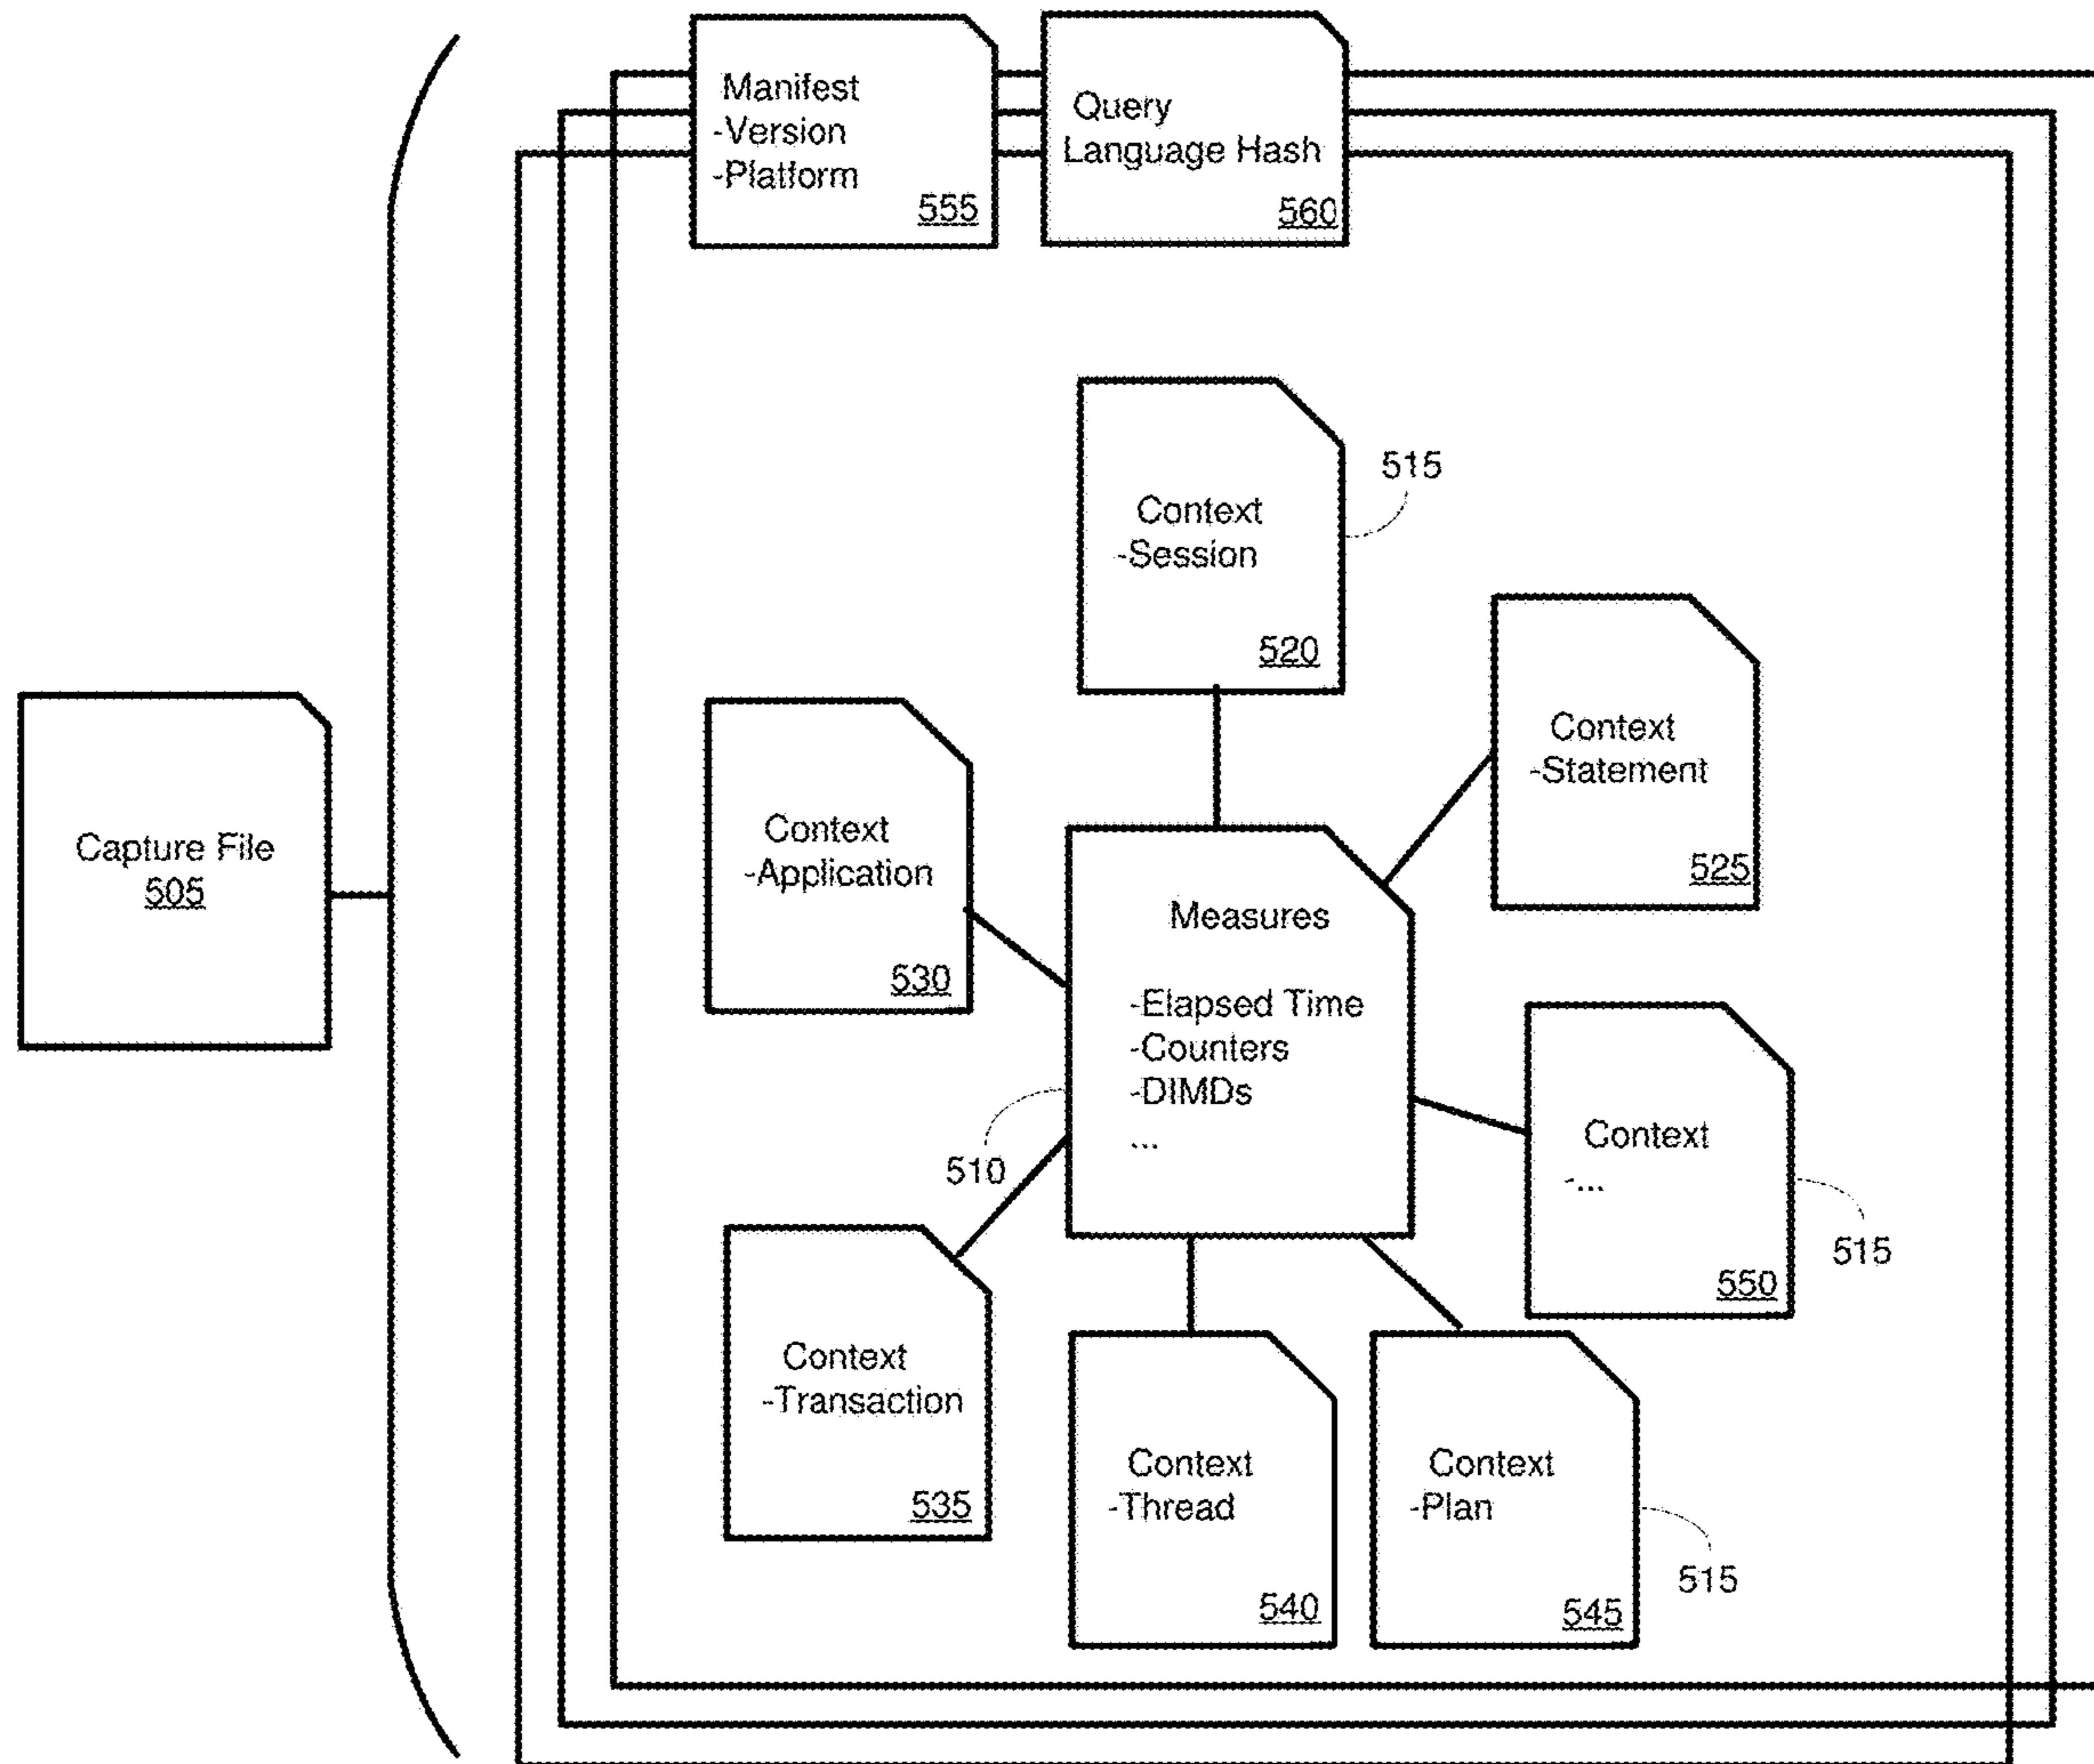 Manifest
-Version
-Platform
555
Query
Language Hash
560
Context
-Session
520
515
Context
-Statement
525
Capture File
505
Context
-Application
530
Measures
-Elapsed Time
-Counters
-DIMDs
...
510
Context
-...
550
515
Context
-Transaction
535
Context
-Thread
540
Context
-Plan
545
515